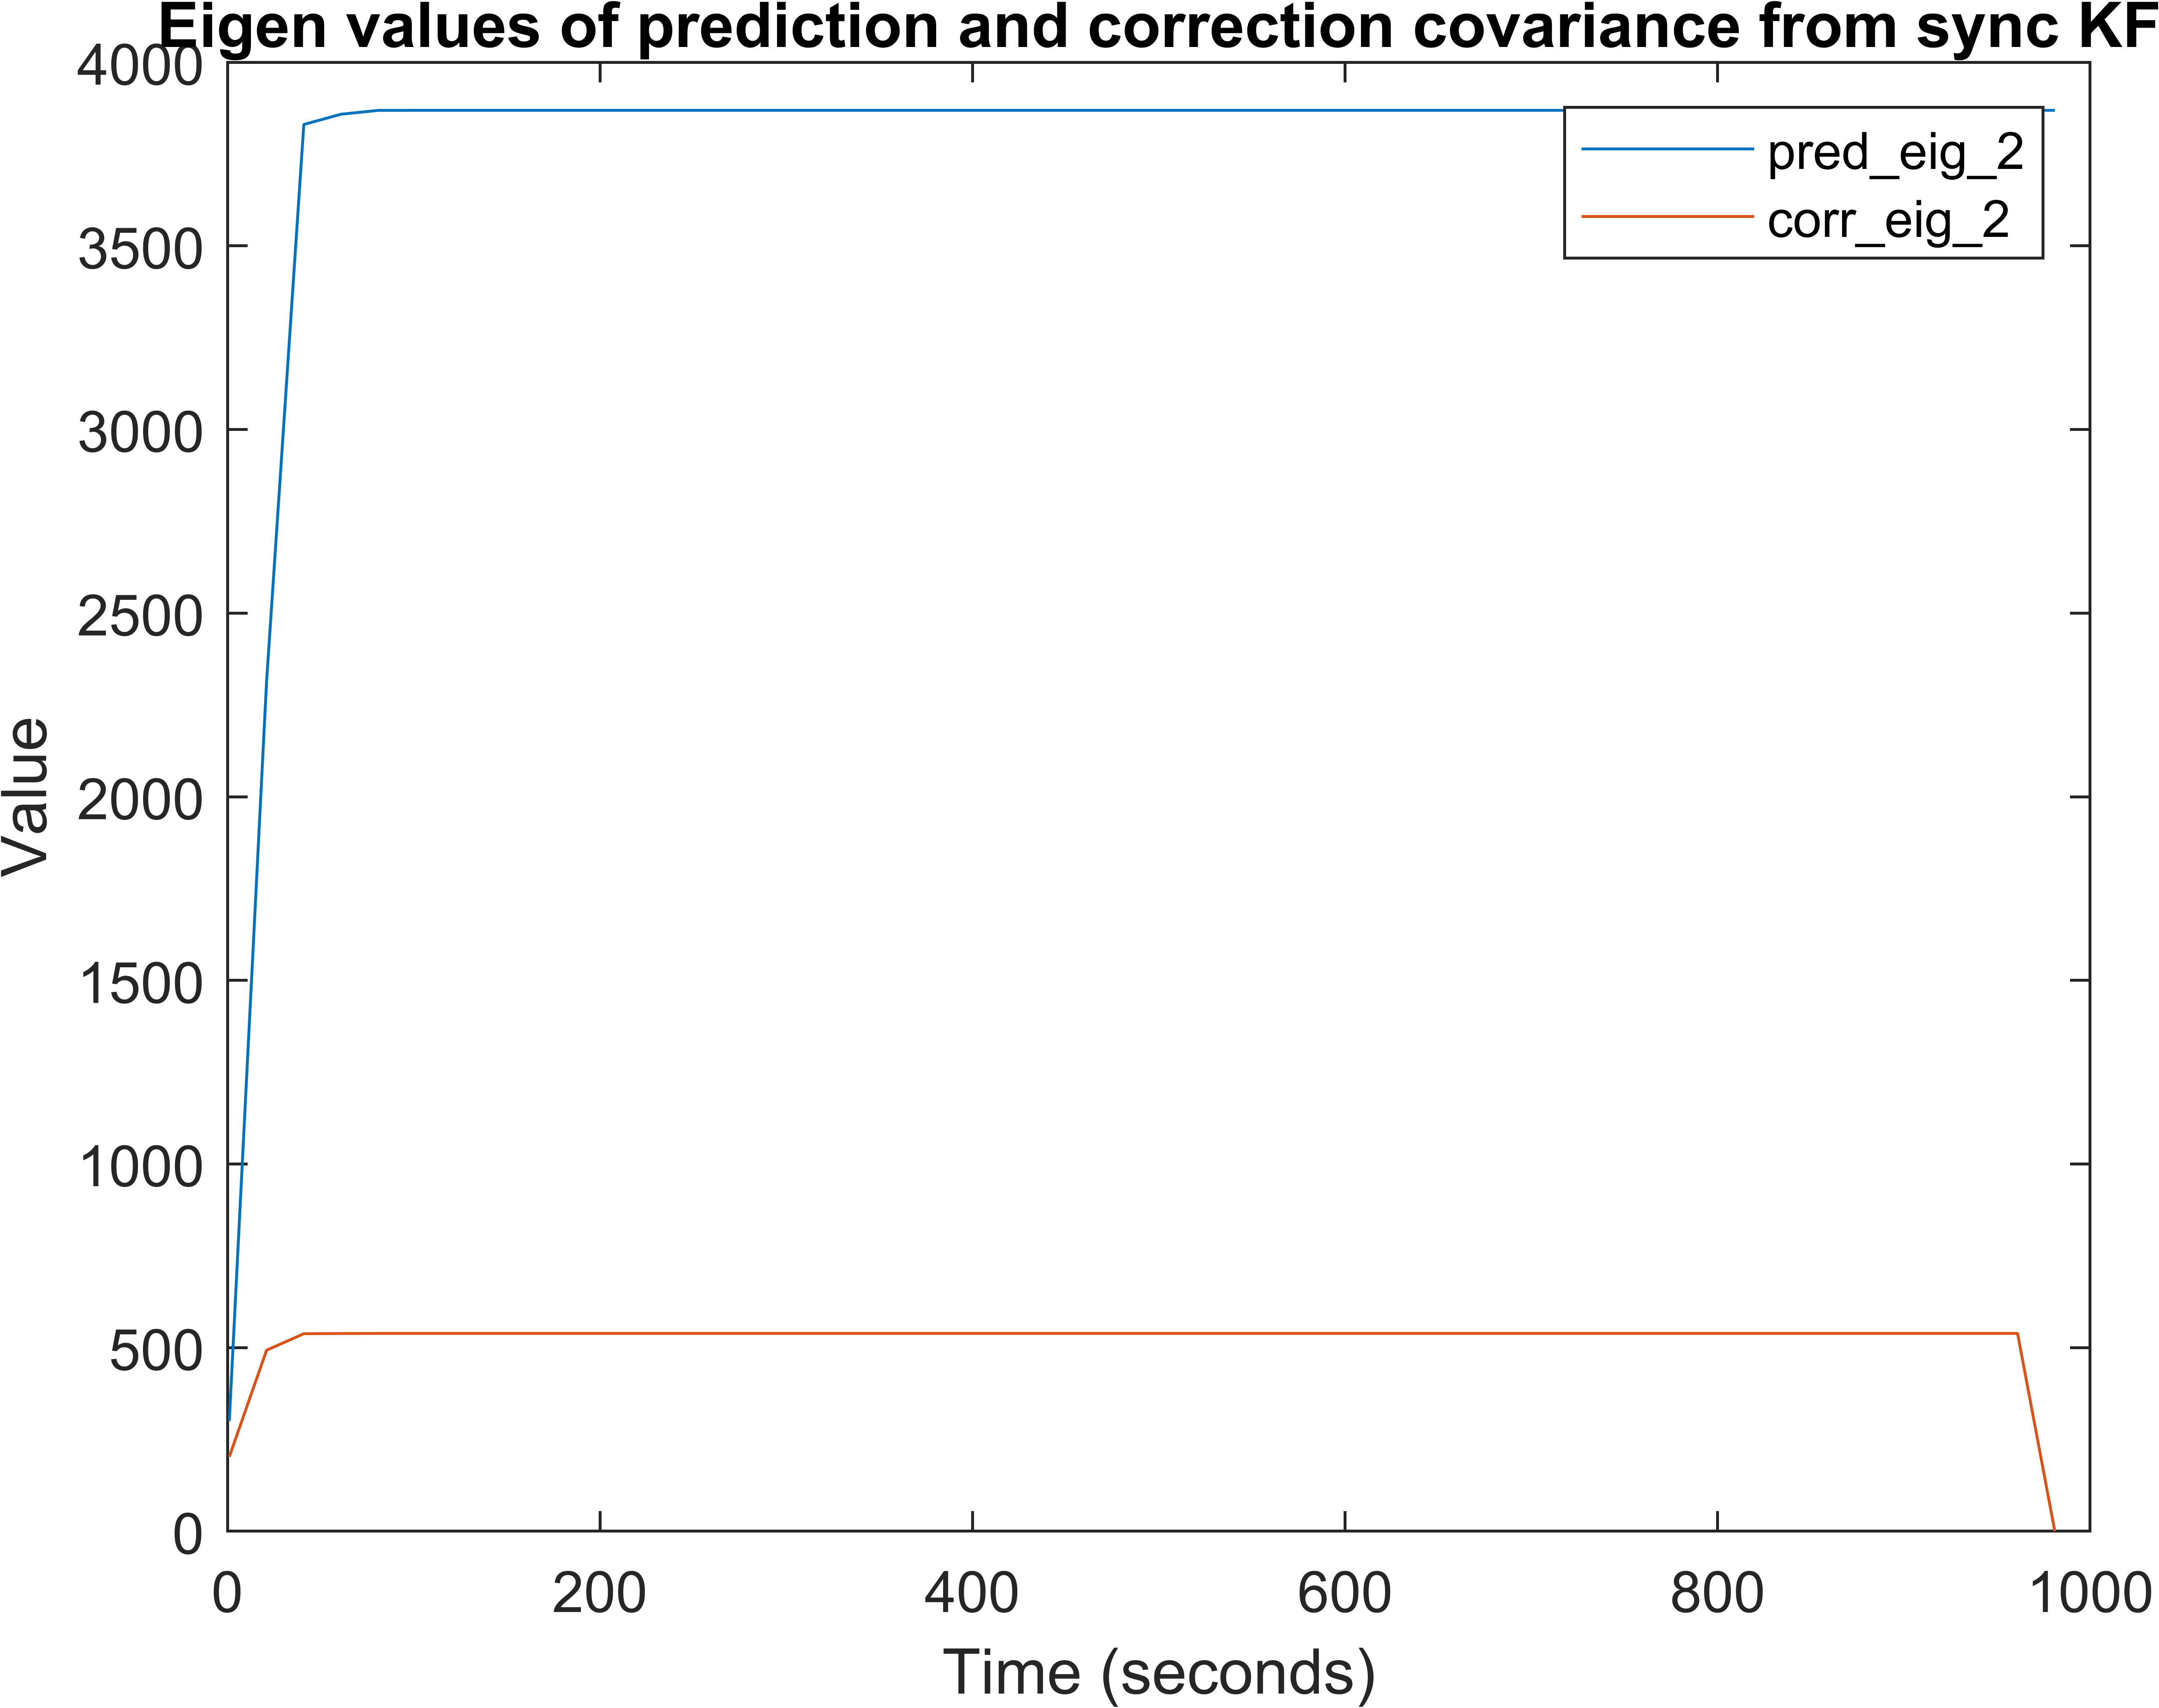 Eigen values of prediction and correction covariance from sync KF
4000
3500
3000
2500
2000
1500
1000
500
0
Value
pred_eig_2
corr_eig_2
0 200 400 600 800 1000
Time (seconds)